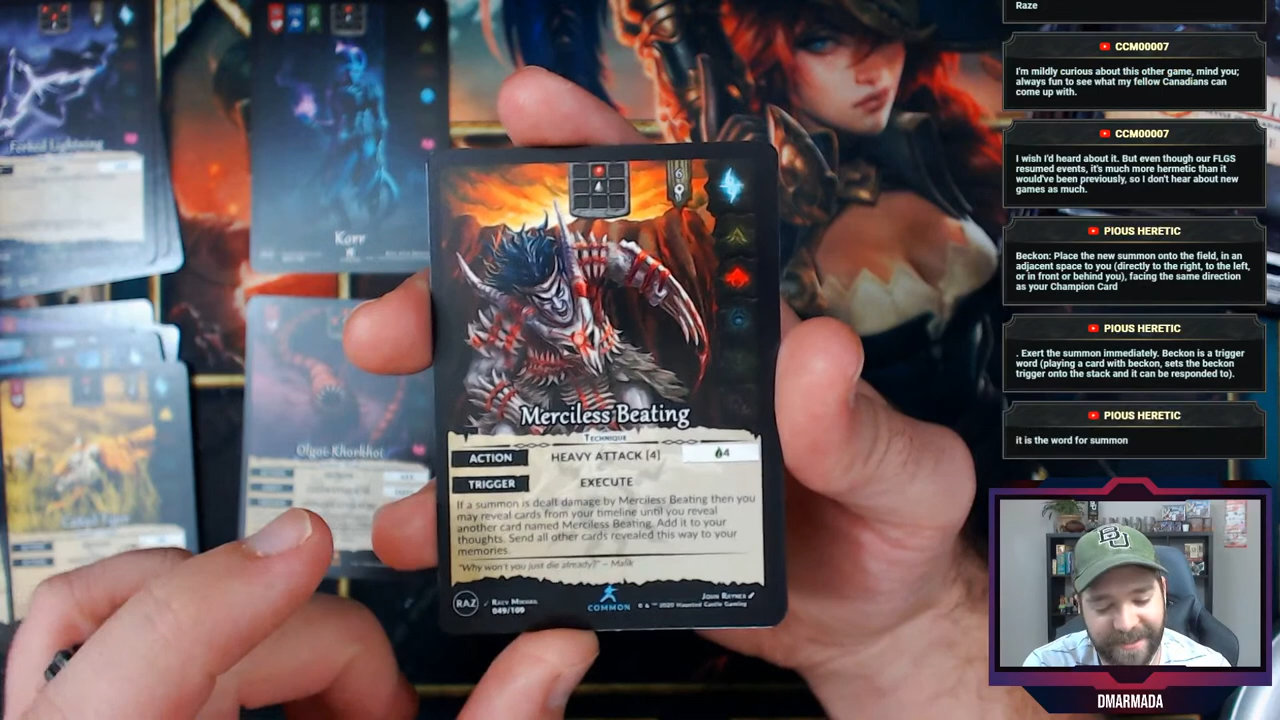 Raze
CCM00007
I'm mildly curious about this other game, mind you;
always fun to see what my fellow Canadians can
come up with.
CCM00007
I wish I'd heard about it. But even though our FLGS
resumed events, it's much more hermetic than it
would've been previously, so I don't hear about new
games as much.
PIOUS HERETIC
Beckon: Place the new summon onto the field, in an
adjacent space to you (directly to the right, to the left,
or in front or behind you), facing the same direction
as your Champion Card
PIOUS HERETIC
. Exert the summon immediately. Beckon is a trigger
word (playing a card with beckon, sets the beckon
trigger onto the stack and it can be responded to).
PIOUS HERETIC
it is the word for summon
BU
DMARMADA
Forked Lightning
Korr
Olgoi-Khorkhoi
6
Merciless Beating
Technique
ACTION HEAVY ATTACK [4] 4
TRIGGER EXECUTE
If a summon is dealt damage by Merciless Beating then you
may reveal cards from your timeline until you reveal
another card named Merciless Beating. Add it to your
thoughts. Send all other cards revealed this way to your
memories.
"Why won't you just die already?" – Malik
RAZ
049/109
COMMON
© & ™ 2020 Haunted Castle Gaming